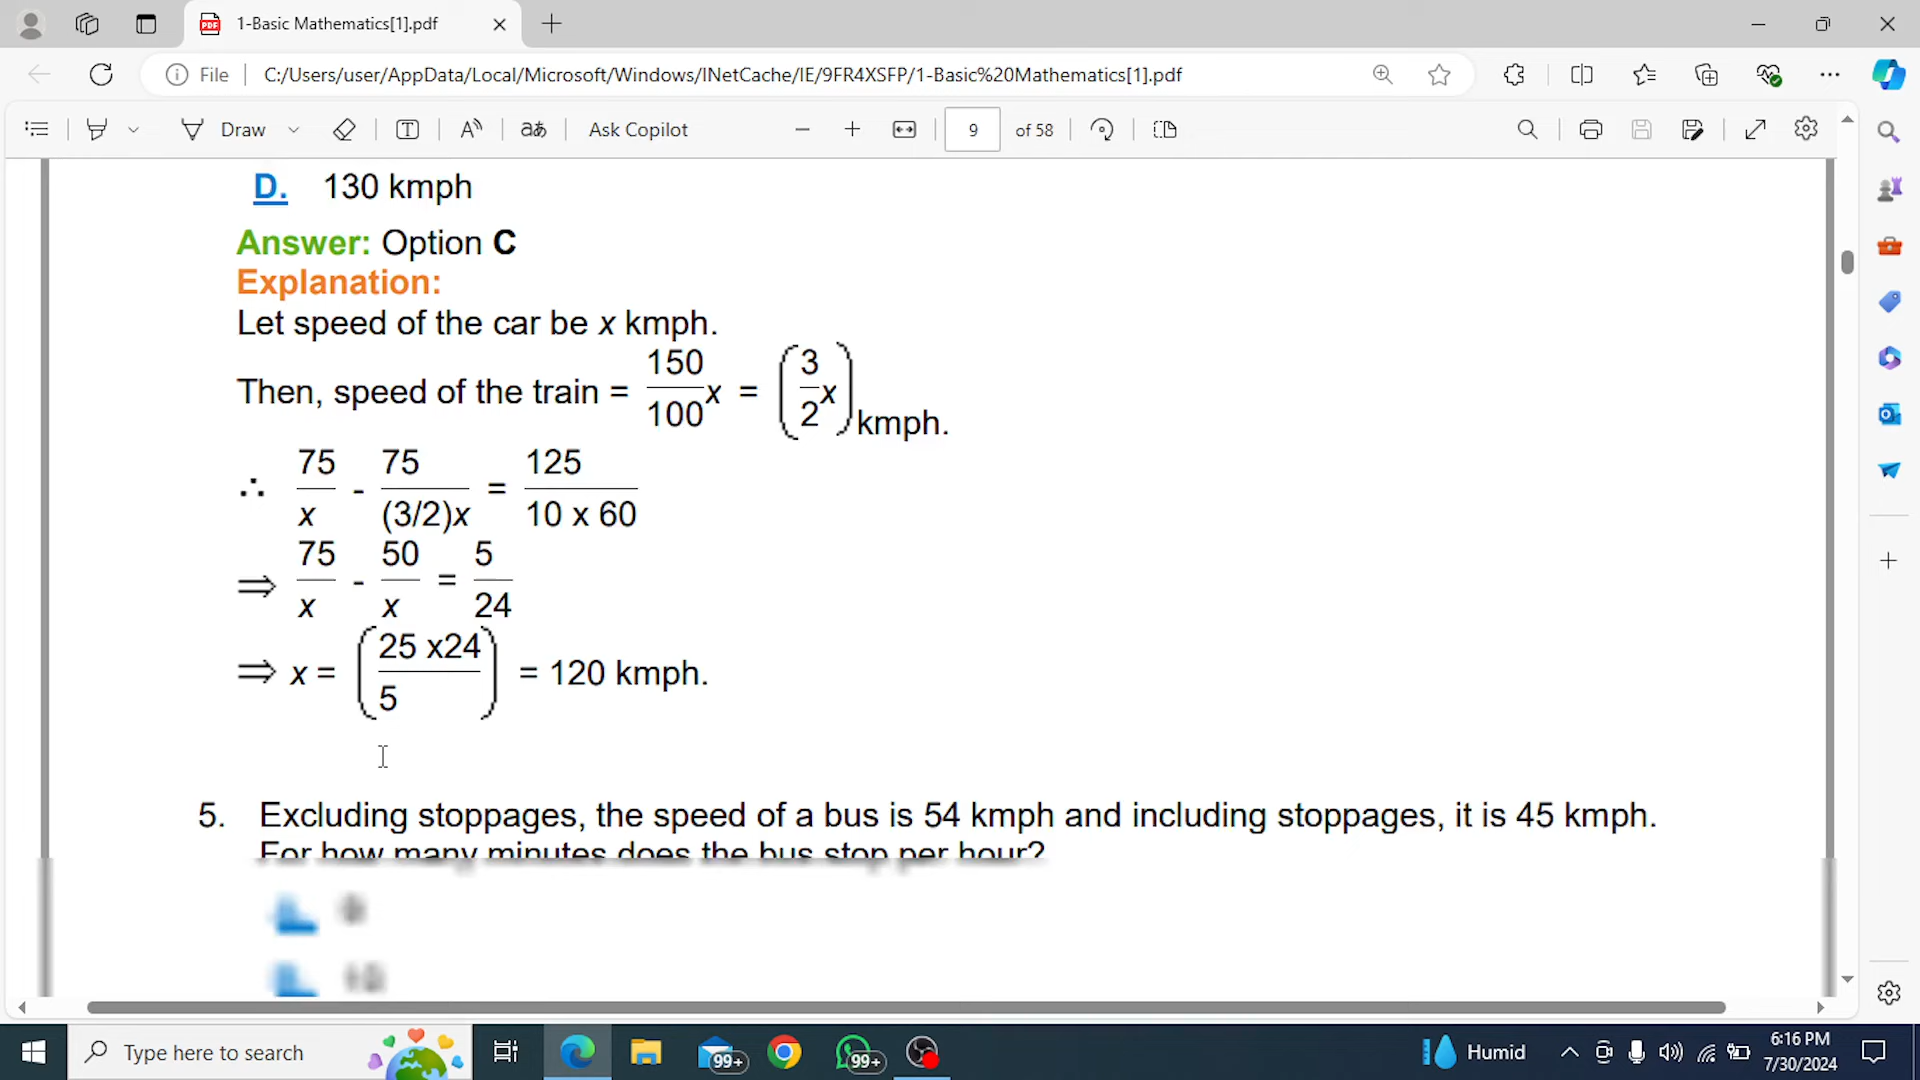 1-Basic Mathematics[1].pdf
File
C:/Users/user/AppData/Local/Microsoft/Windows/INetCache/IE/9FR4XSFP/1-Basic%20Mathematics[1].pdf
Draw
Ask Copilot
9 of 58
D. 130 kmph
Answer: Option C
Explanation:
Let speed of the car be x kmph.
Then, speed of the train = 150/100 x = (3/2 x) kmph.
∴ 75/x - 75/(3/2)x = 125/10 x 60
⇒ 75/x - 50/x = 5/24
⇒ x = (25 x24/5) = 120 kmph.
5. Excluding stoppages, the speed of a bus is 54 kmph and including stoppages, it is 45 kmph.
For how many minutes does the bus stop per hour?
Type here to search
99+
99+
Humid
6:16 PM
7/30/2024